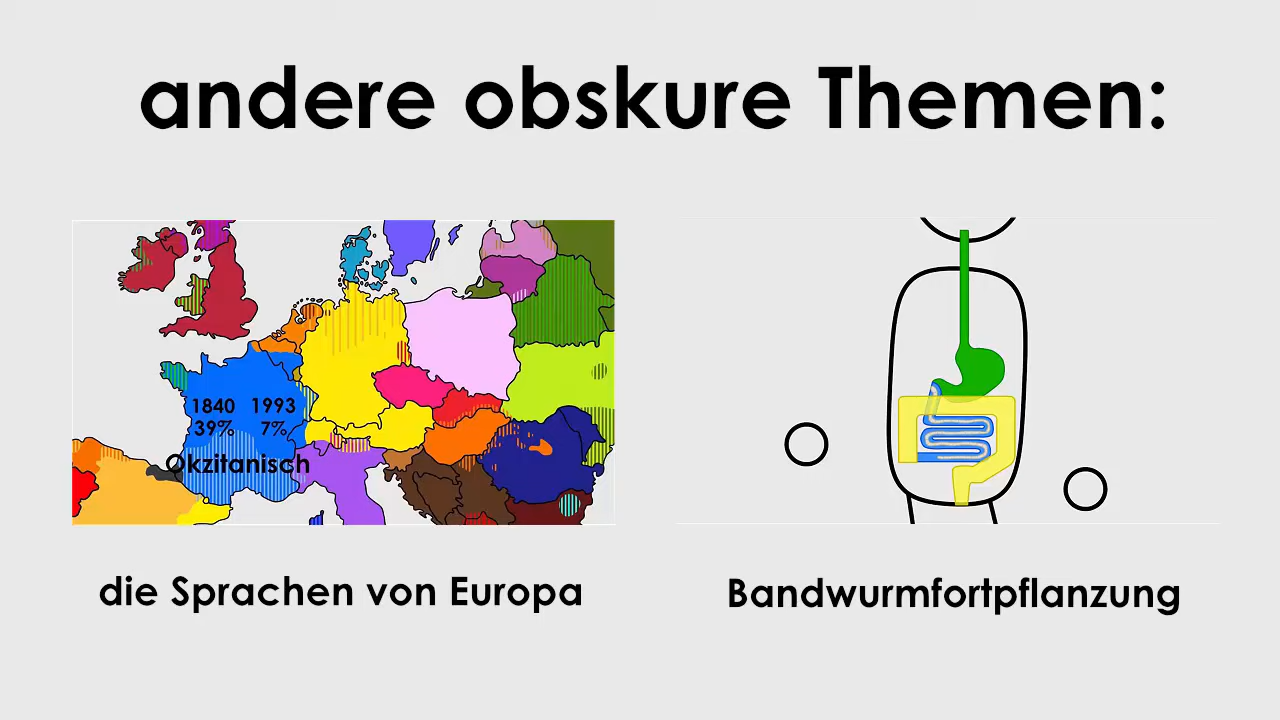 andere obskure Themen:
1840 1993
39% 7%
Okzitanisch
die Sprachen von Europa
Bandwurmfortpflanzung